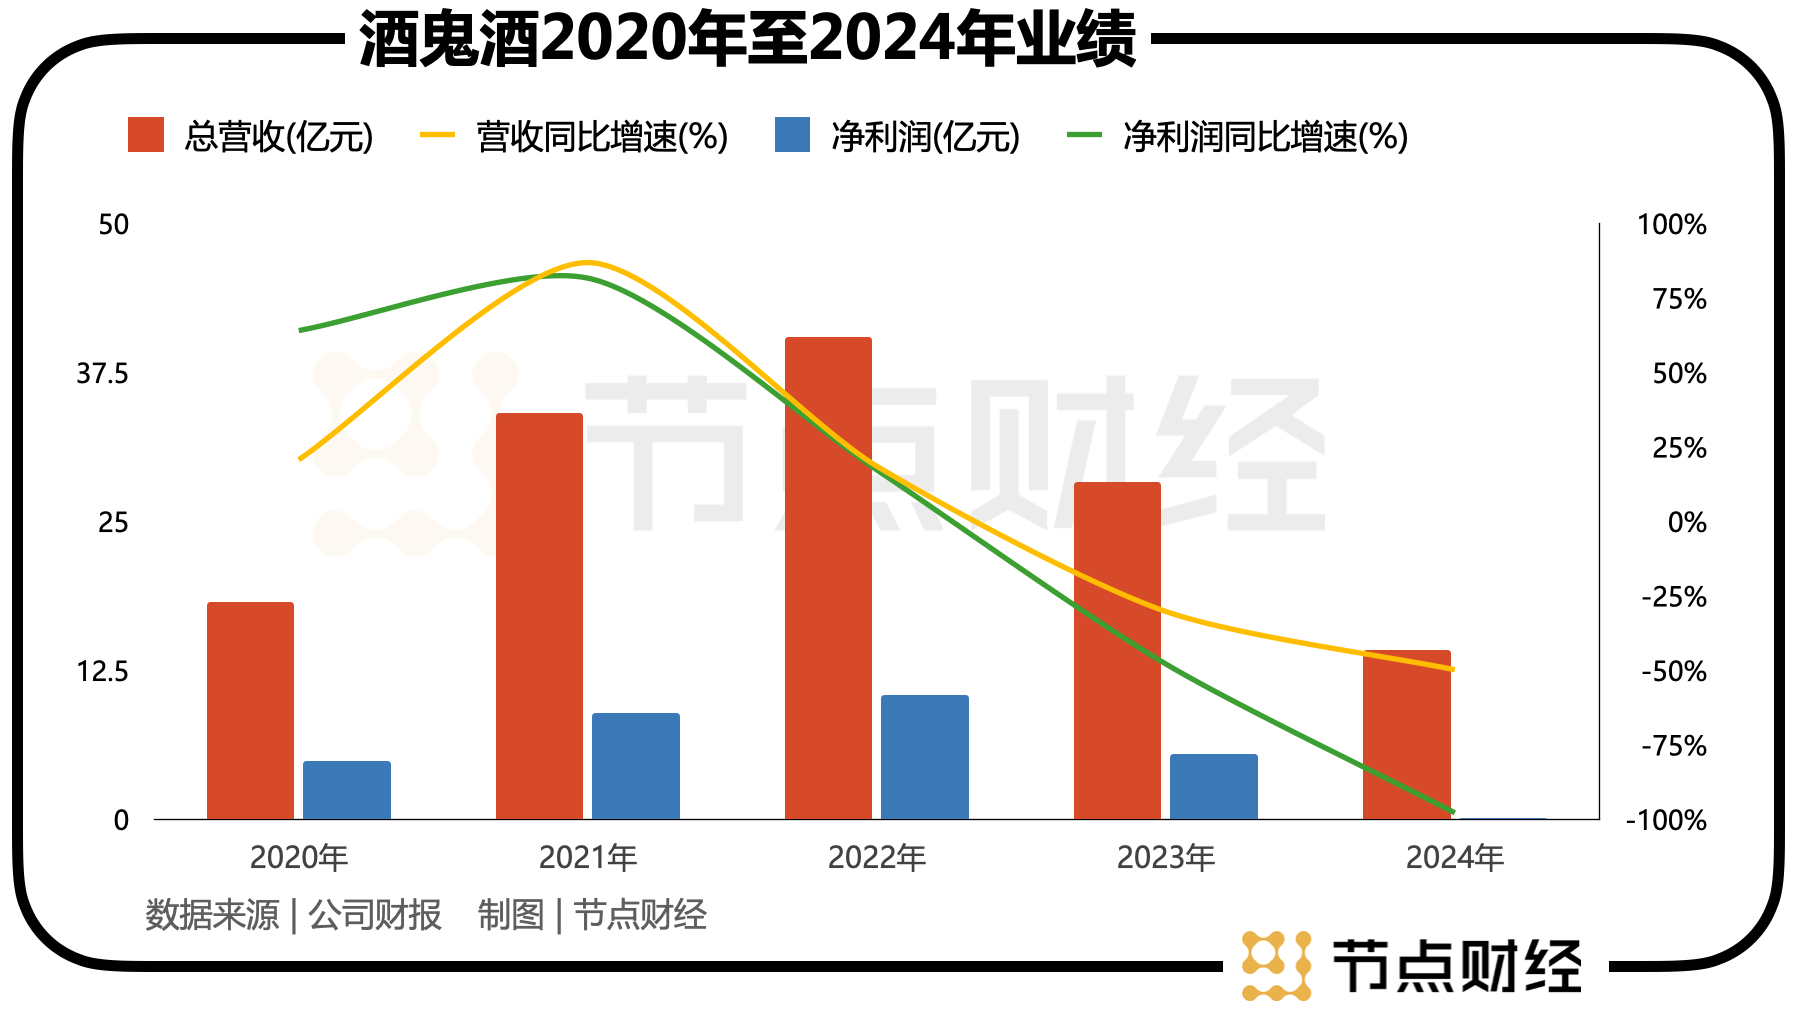 酒鬼酒2020年至2024年业绩
总营收(亿元) 营收同比增速(%) 净利润(亿元) 净利润同比增速(%)
50 100%
75%
37.5 50%
节点财经
25%
25 0%
-25%
12.5 -50%
-75%
0 -100%
2020年 2021年 2022年 2023年 2024年
数据来源 | 公司财报 制图 | 节点财经
节点财经